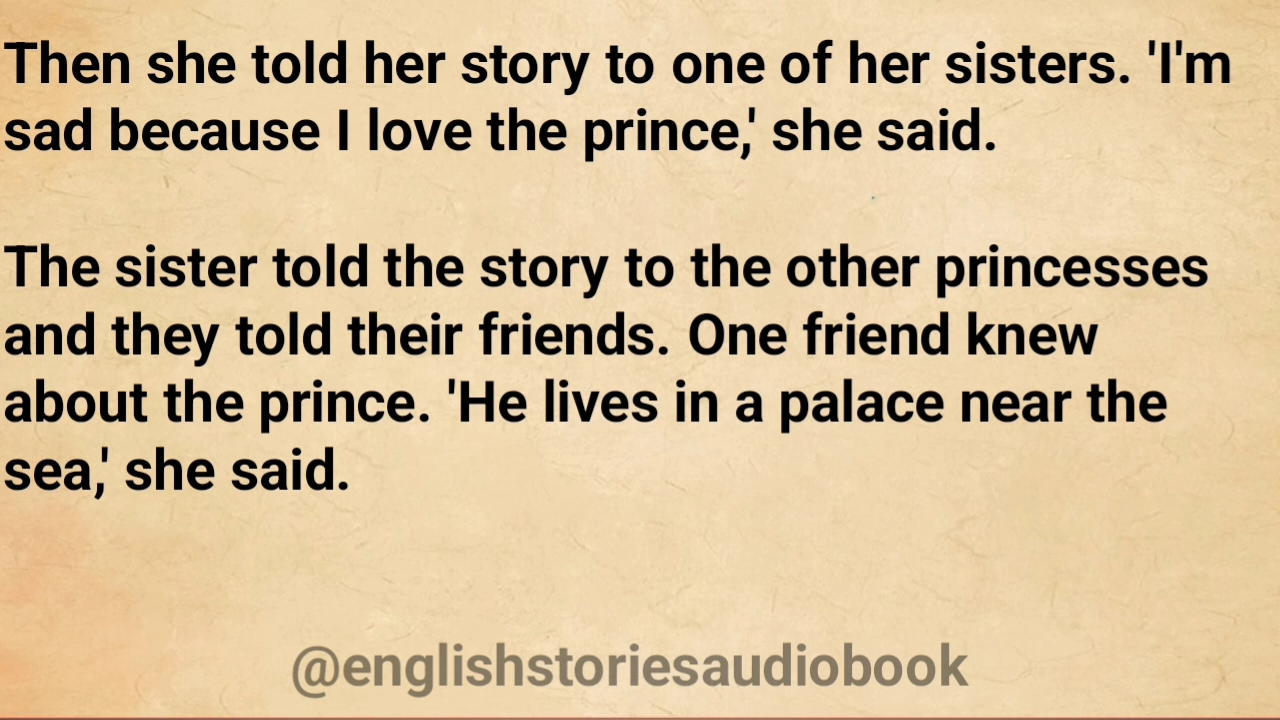 Then she told her story to one of her sisters. 'I'm
sad because I love the prince,' she said.
The sister told the story to the other princesses
and they told their friends. One friend knew
about the prince. 'He lives in a palace near the
sea,' she said.
@englishstoriesaudiobook